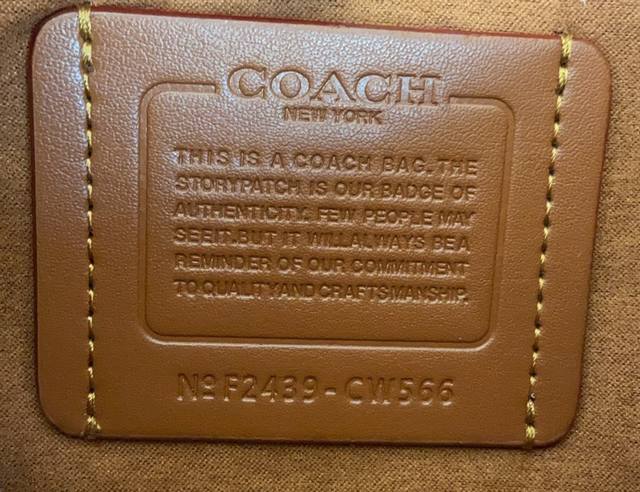 COACH
NEW YORK
THIS IS A COACH BAG. THE
STORYPATCH IS OUR BADGE OF
AUTHENTICITY. FEW PEOPLE MAY
SEE IT. BUT IT WILL ALWAYS BE A
REMINDER OF OUR COMMITMENT
TO QUALITY AND CRAFTSMANSHIP.
Nº F2439-CW566